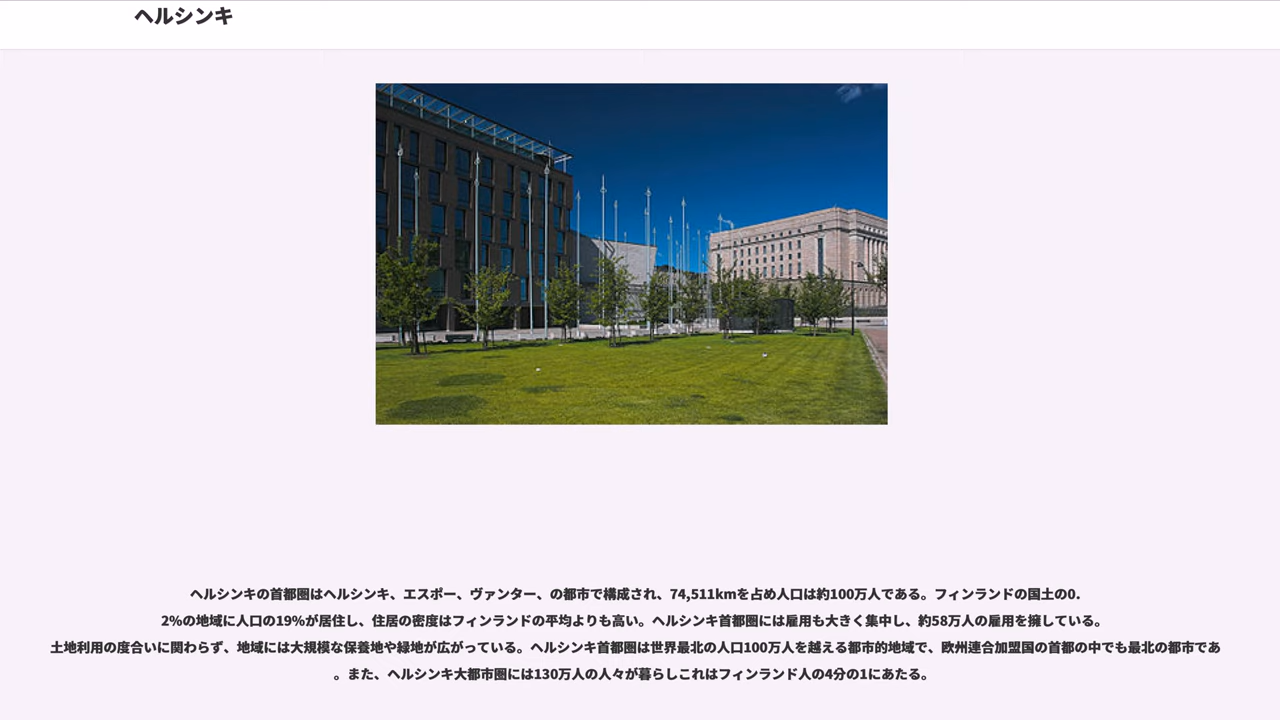 ヘルシンキ
ヘルシンキの首都圏はヘルシンキ、エスポー、ヴァンター、の都市で構成され、74,511kmを占め人口は約100万人である。フィンランドの国土の0.
2%の地域に人口の19%が居住し、住居の密度はフィンランドの平均よりも高い。ヘルシンキ首都圏には雇用も大きく集中し、約58万人の雇用を擁している。
土地利用の度合いに関わらず、地域には大規模な保養地や緑地が広がっている。ヘルシンキ首都圏は世界最北の人口100万人を越える都市的地域で、欧州連合加盟国の首都の中でも最北の都市であ
。また、ヘルシンキ大都市圏には130万人の人々が暮らしこれはフィンランド人の4分の1にあたる。